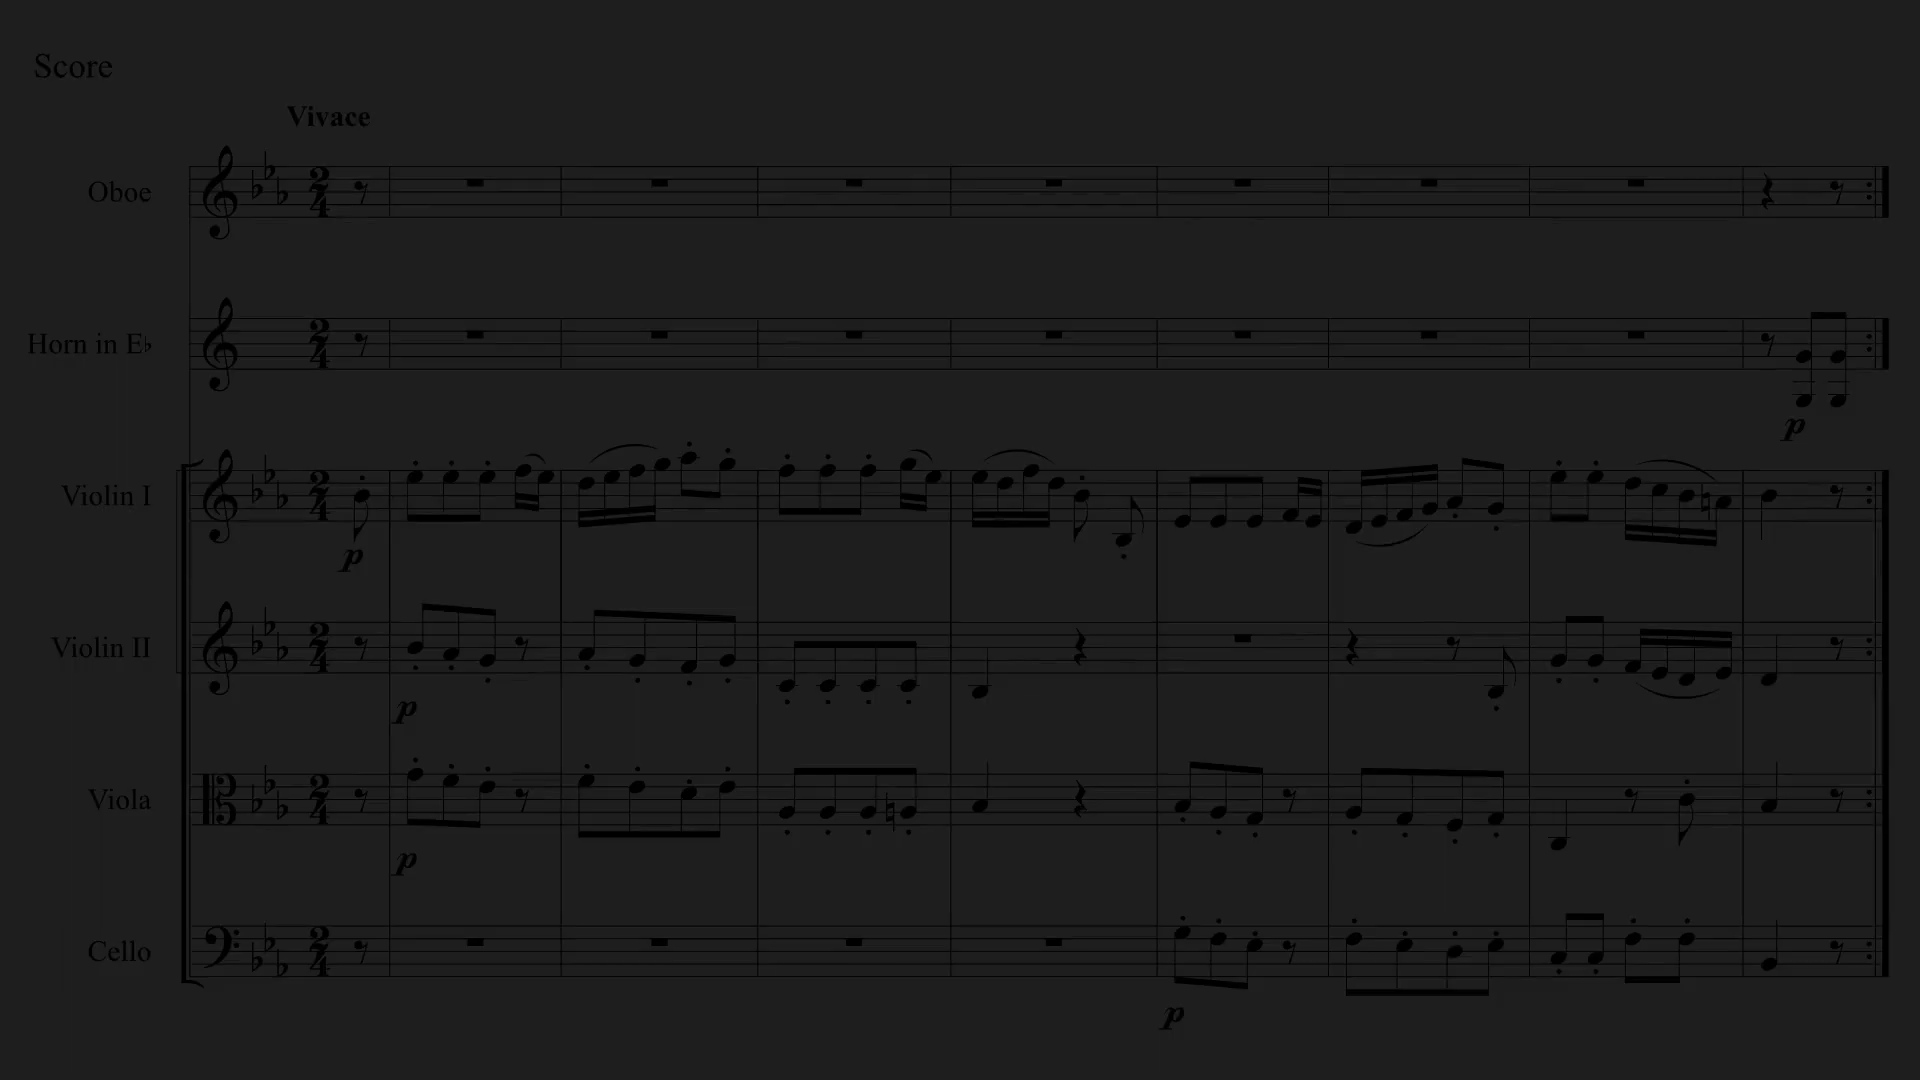 Score
Vivace
Oboe
Horn in E♭
p
Violin I
p
Violin II
p
Viola
p
Cello
p